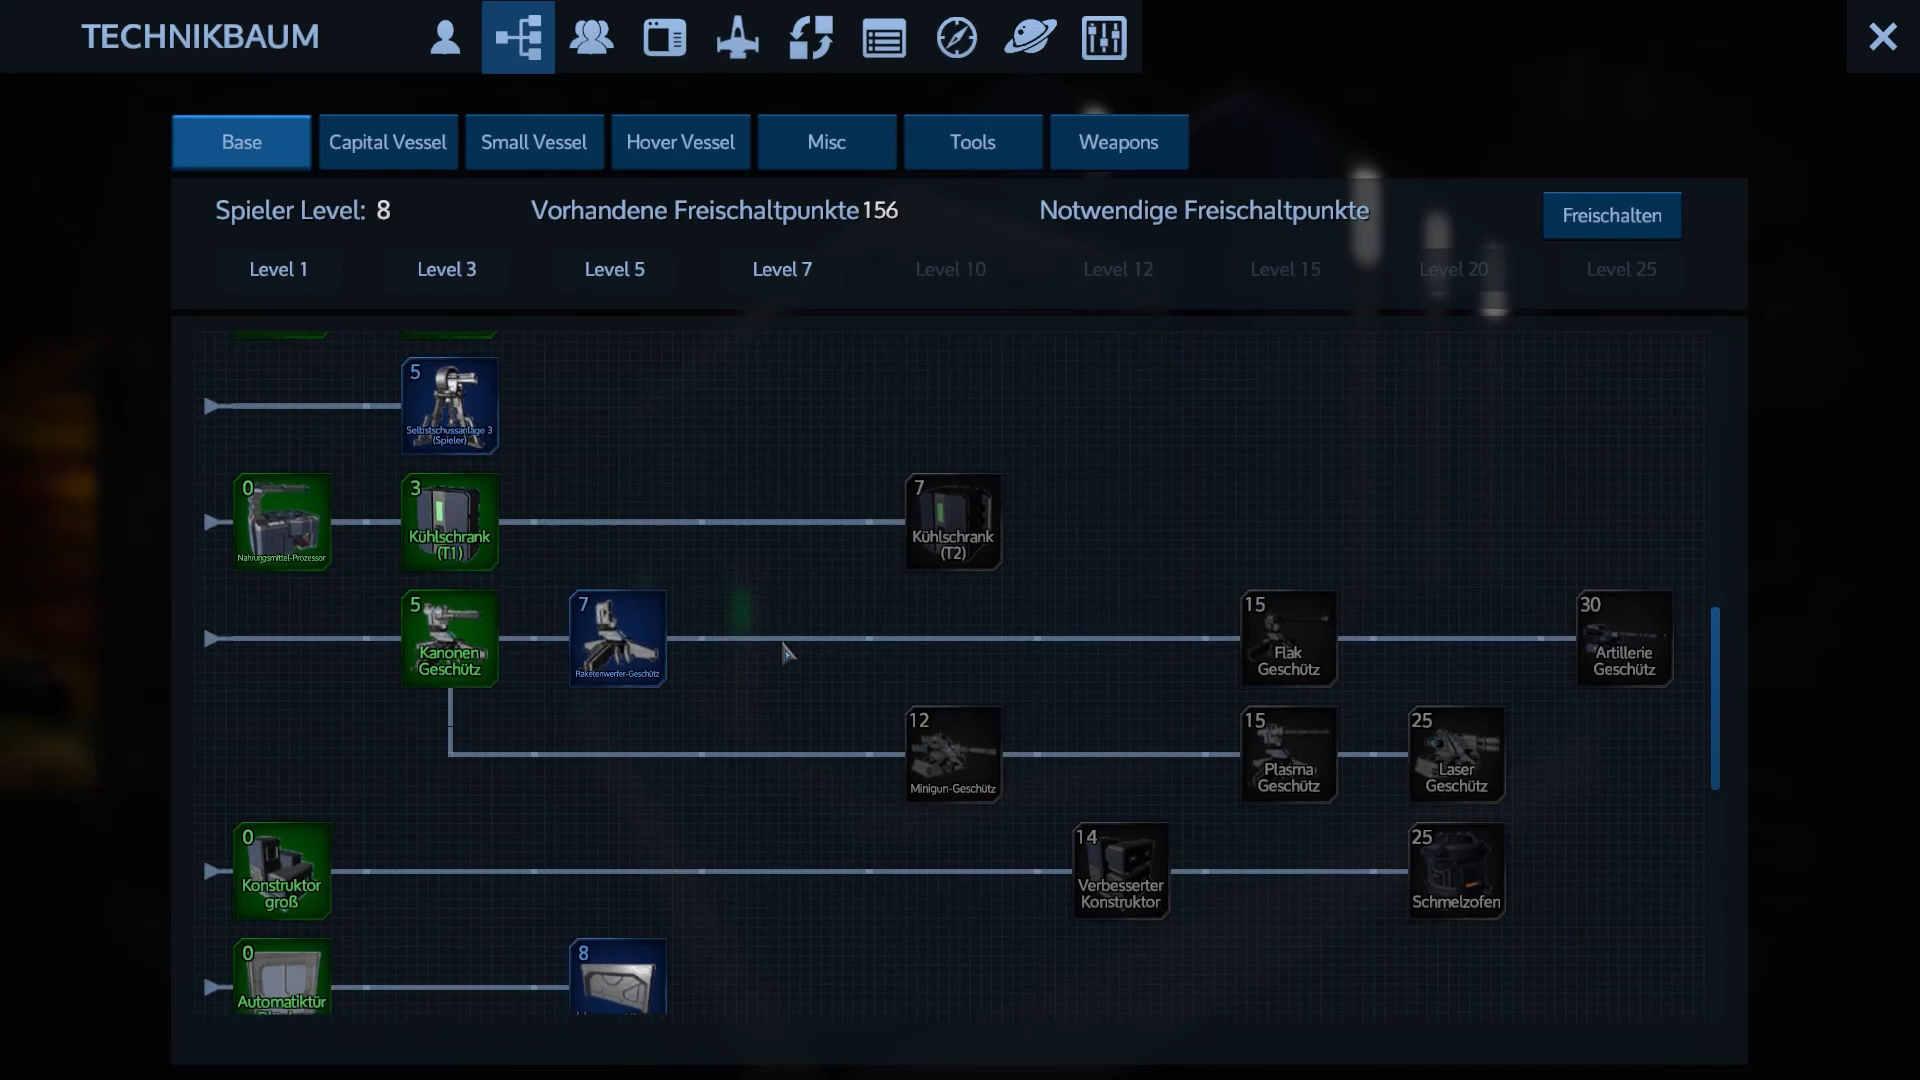 TECHNIKBAUM
Base
Capital Vessel
Small Vessel
Hover Vessel
Misc
Tools
Weapons
Spieler Level: 8
Vorhandene Freischaltpunkte 156
Notwendige Freischaltpunkte
Freischalten
Level 1
Level 3
Level 5
Level 7
Level 10
Level 12
Level 15
Level 20
Level 25
5
Selbstschussanlage 3
(Spieler)
0
Nahrungsmittel-Prozessor
3
Kühlschrank
(T1)
7
Kühlschrank
(T2)
5
Kanonen
Geschütz
7
Raketenwerfer-Geschütz
15
Flak
Geschütz
30
Artillerie
Geschütz
12
Minigun-Geschütz
15
Plasma
Geschütz
25
Laser
Geschütz
0
Konstruktor
groß
14
Verbesserter
Konstruktor
25
Schmelzofen
0
Automatiktür
8